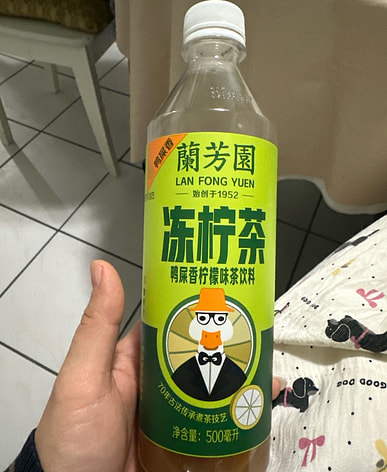 鸭屎香
蘭芳園
LAN FONG YUEN
始创于1952
冻柠茶
鸭屎香柠檬味茶饮料
70年古法传承煮茶技艺
净含量：500毫升
GOOD DOG
GOOD